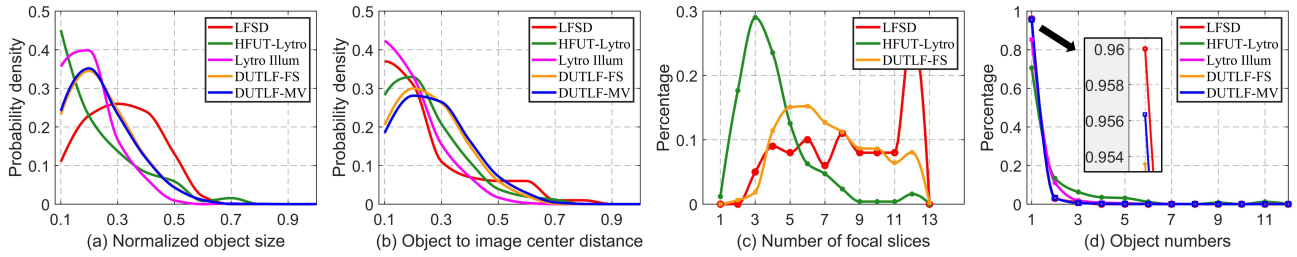 Probability density
0.5
0.4
0.3
0.2
0.1
0
0.1
0.3
0.5
0.7
0.9
LFSD
HFUT-Lytro
Lytro Illum
DUTLF-FS
DUTLF-MV
(a) Normalized object size
Probability density
0.5
0.4
0.3
0.2
0.1
0
0.1
0.3
0.5
0.7
0.9
LFSD
HFUT-Lytro
Lytro Illum
DUTLF-FS
DUTLF-MV
(b) Object to image center distance
Percentage
0.3%
0.2
0.1
0
1
3
5
7
9
11
13
LFSD
HFUT-Lytro
DUTLF-FS
(c) Number of focal slices
Percentage
1%
0.8
0.6
0.4
0.2
0
1
3
5
7
9
11
0.96
0.958
0.956
0.954
LFSD
HFUT-Lytro
Lytro Illum
DUTLF-FS
DUTLF-MV
(d) Object numbers